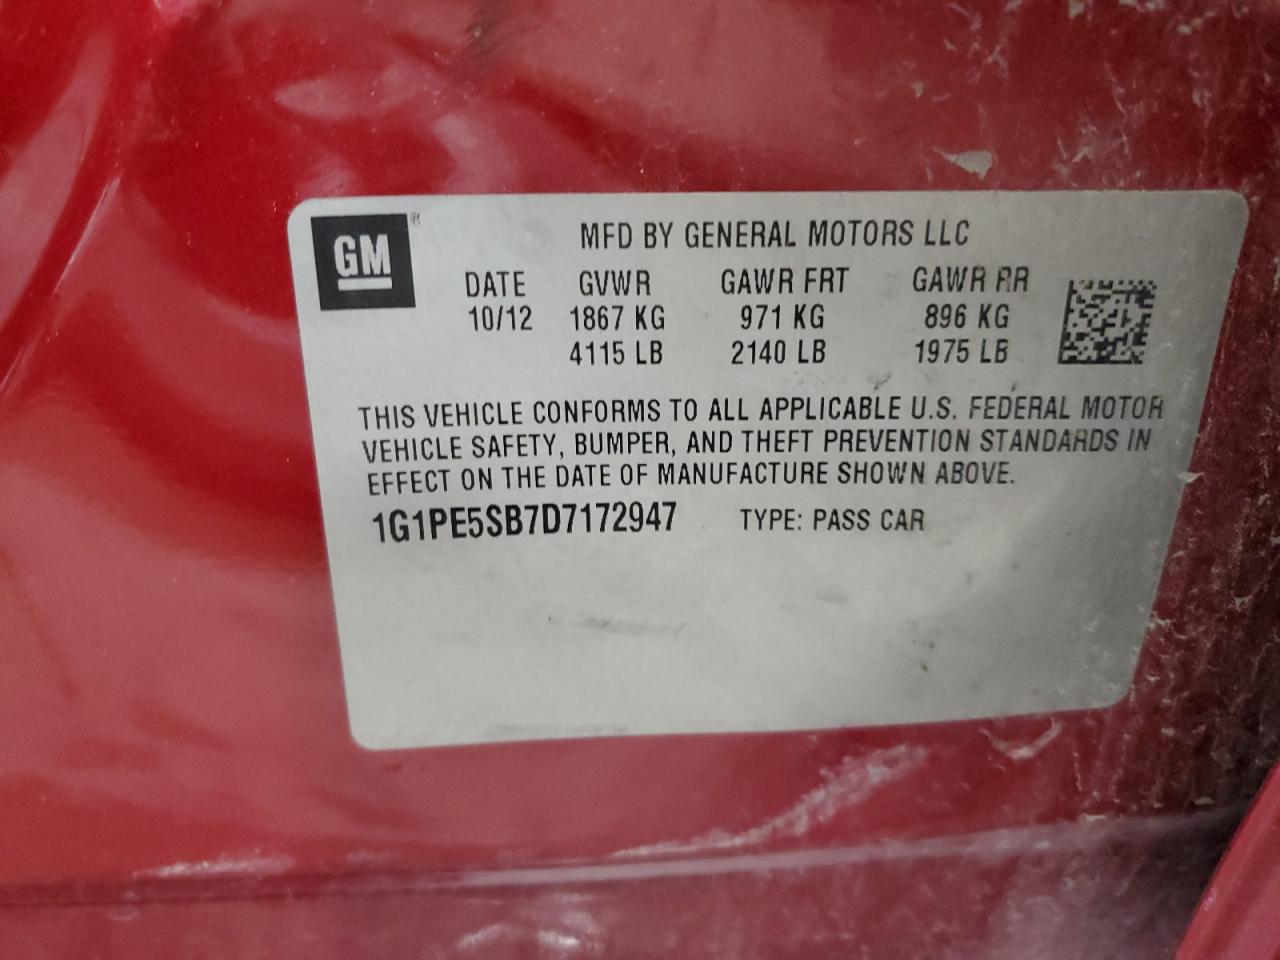 GM ®
MFD BY GENERAL MOTORS LLC
DATE GVWR GAWR FRT GAWR RR
10/12 1867 KG 971 KG 896 KG
4115 LB 2140 LB 1975 LB
THIS VEHICLE CONFORMS TO ALL APPLICABLE U.S. FEDERAL MOTOR
VEHICLE SAFETY, BUMPER, AND THEFT PREVENTION STANDARDS IN
EFFECT ON THE DATE OF MANUFACTURE SHOWN ABOVE.
1G1PE5SB7D7172947 TYPE: PASS CAR